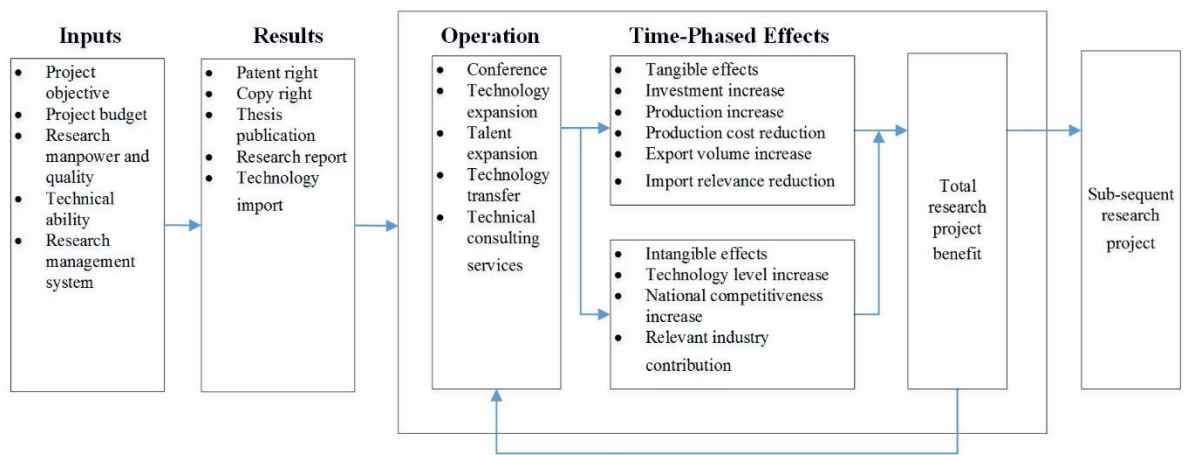 Inputs
• Project
objective
• Project budget
• Research
manpower and
quality
• Technical
ability
• Research
management
system
Results
• Patent right
• Copy right
• Thesis
publication
• Research report
• Technology
import
Operation
• Conference
• Technology
expansion
• Talent
expansion
• Technology
transfer
• Technical
consulting
services
Time-Phased Effects
• Tangible effects
• Investment increase
• Production increase
• Production cost reduction
• Export volume increase
• Import relevance reduction
• Intangible effects
• Technology level increase
• National competitiveness
increase
• Relevant industry
contribution
Total
research
project
benefit
Sub-sequent
research
project